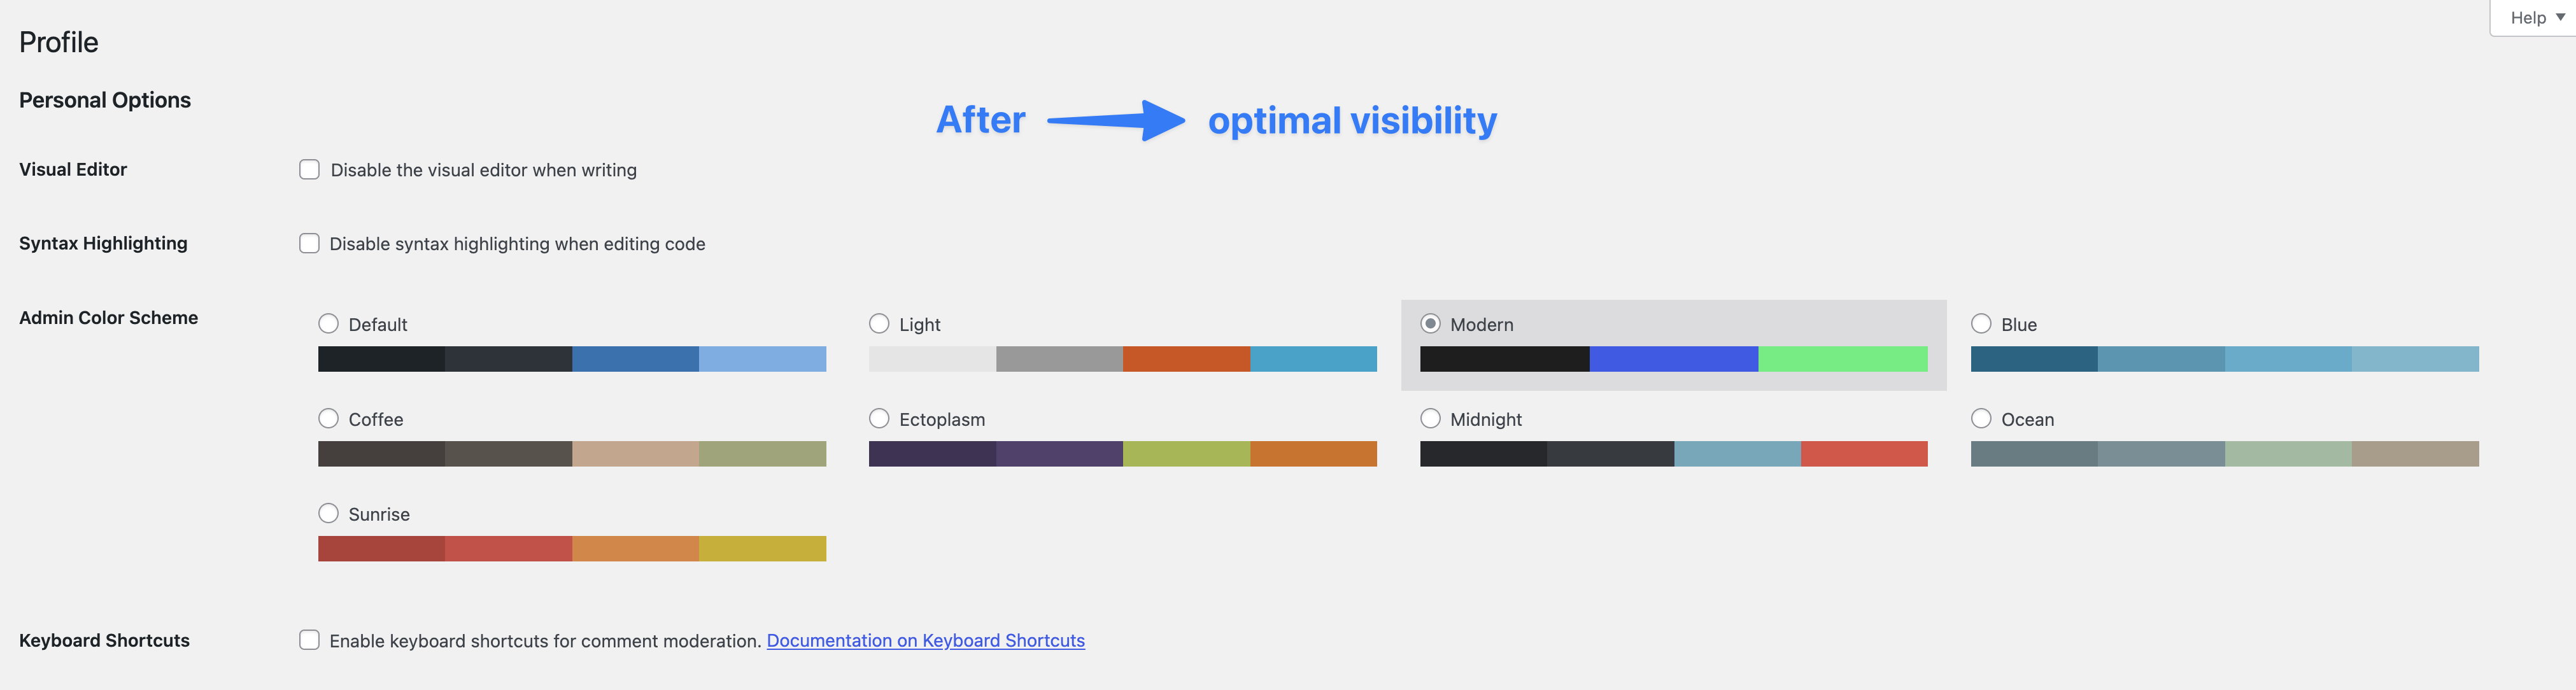 Help
Profile
Personal Options
After optimal visibility
Visual Editor Disable the visual editor when writing
Syntax Highlighting Disable syntax highlighting when editing code
Admin Color Scheme Default Light Modern Blue
Coffee Ectoplasm Midnight Ocean
Sunrise
Keyboard Shortcuts Enable keyboard shortcuts for comment moderation. Documentation on Keyboard Shortcuts